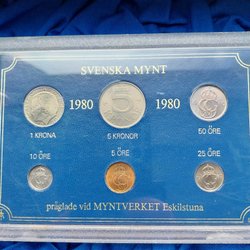 SVENSKA MYNT
1980 5 1980
1 KRONA 5 KRONOR 50 ÖRE
10 ÖRE 5 ÖRE 25 ÖRE
präglade vid MYNTVERKET Eskilstuna